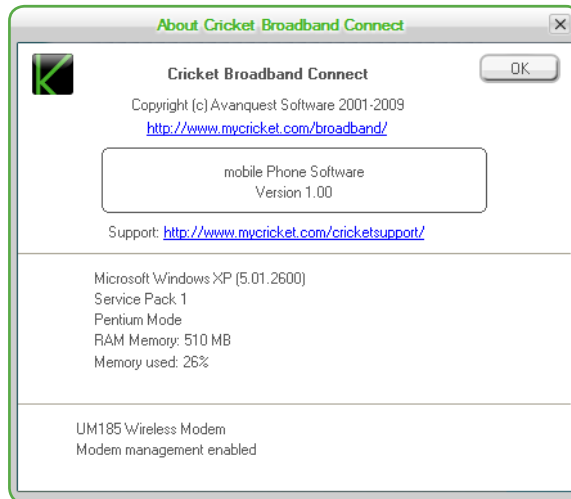 About Cricket Broadband Connect
Cricket Broadband Connect
OK
Copyright (c) Avanquest Software 2001-2009
http://www.mycricket.com/broadband/
mobile Phone Software
Version 1.00
Support: http://www.mycricket.com/cricketsupport/
Microsoft Windows XP (5.01.2600)
Service Pack 1
Pentium Mode
RAM Memory: 510 MB
Memory used: 26%
UM185 Wireless Modem
Modem management enabled